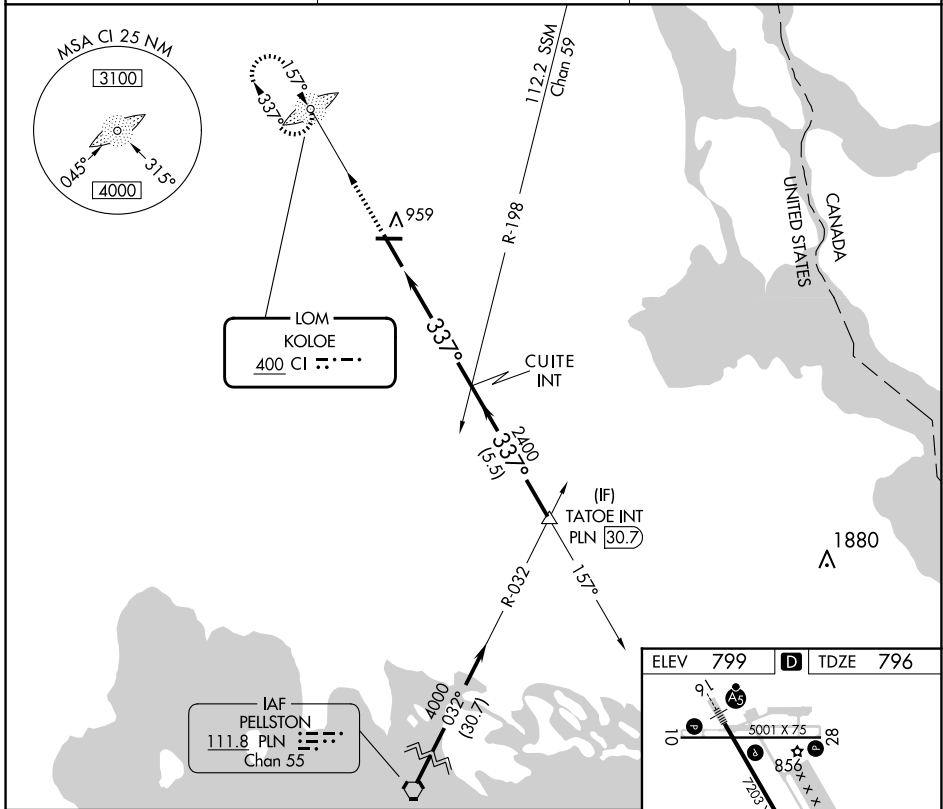 MSA CI 25 NM
3100
045°
315°
4000
157°
337°
112.2 SSM
Chan 59
R-198
959
LOM
KOLOE
400 CI
337°
CUITE
INT
2400
337°
(5.5)
(IF)
TATOE INT
PLN 30.7
R-032
157°
CANADA
UNITED STATES
1880
IAF
PELLSTON
111.8 PLN
Chan 55
4000
032°
(30.7)
ELEV 799 D TDZE 796
16
A5
P
10
5001 X 75
28
P
P
856
7203
X X X